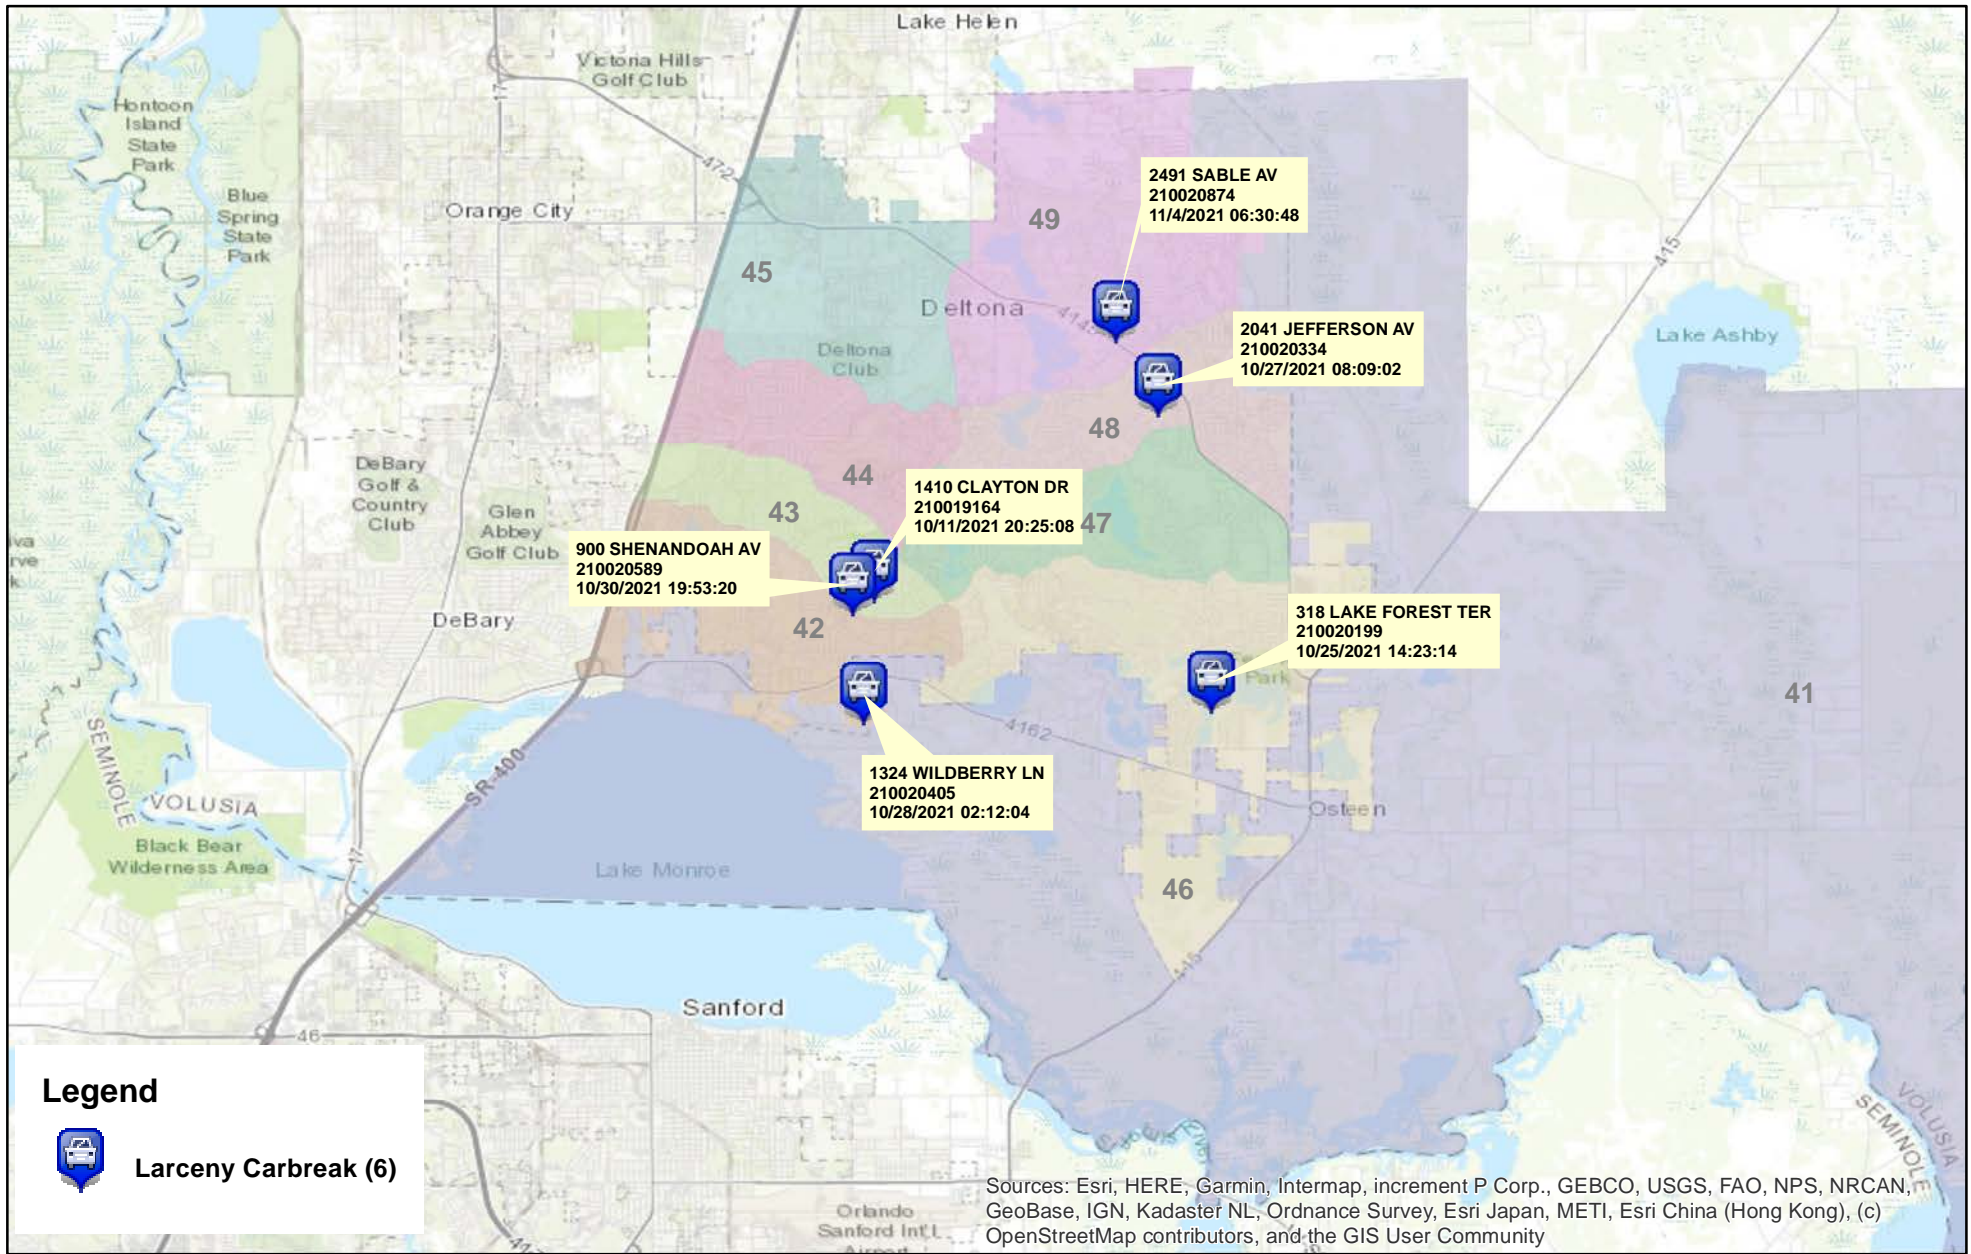 Lake Helen
Victoria Hills
Golf Club
17
Hontoon
Island
State
Park
472
2491 SABLE AV
210020874
11/4/2021 06:30:48
Blue
Spring
State
Park
Orange City
49
415
45
Deltona
2041 JEFFERSON AV
210020334
10/27/2021 08:09:02
Lake Ashby
Deltona
Club
48
DeBary
Golf &
Country
Club
44
1410 CLAYTON DR
210019164
10/11/2021 20:25:08
43
47
Glen
Abbey
Golf Club
900 SHENANDOAH AV
210020589
10/30/2021 19:53:20
DeBary
42
318 LAKE FOREST TER
210020199
10/25/2021 14:23:14
Park
41
4162
SEMINOLE
VOLUSIA
SR-400
1324 WILDBERRY LN
210020405
10/28/2021 02:12:04
Osteen
17
Black Bear
Wilderness Area
Lake Monroe
46
415
Sanford
46
Legend
Larceny Carbreak (6)
VOLUSIA
SEMINOLE
Orlando
Sanford Int'L
Airport
Sources: Esri, HERE, Garmin, Intermap, increment P Corp., GEBCO, USGS, FAO, NPS, NRCAN,
GeoBase, IGN, Kadaster NL, Ordnance Survey, Esri Japan, METI, Esri China (Hong Kong), (c)
OpenStreetMap contributors, and the GIS User Community